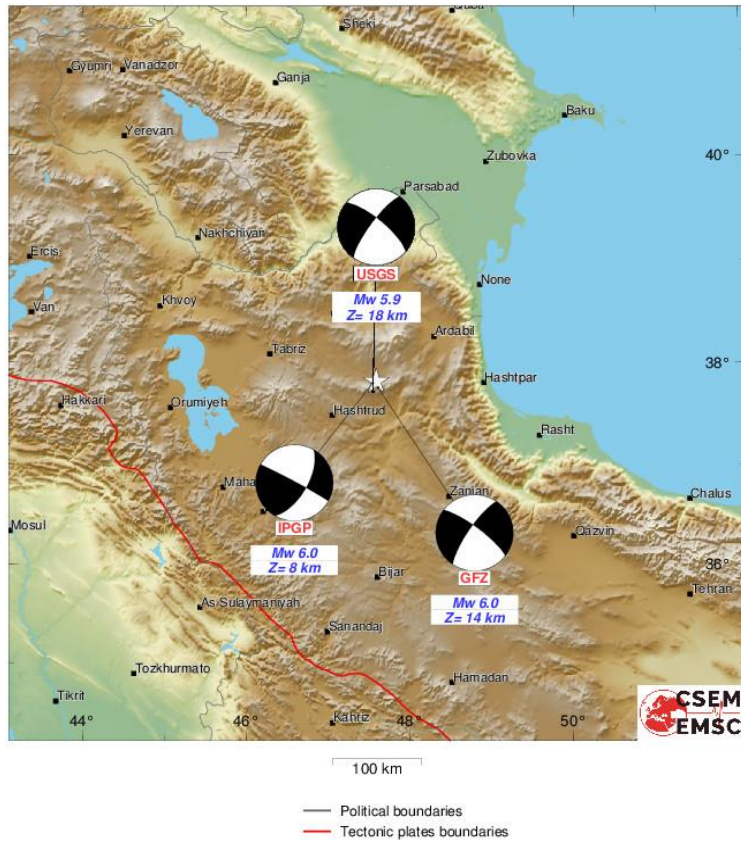 Sheki
Gyumri
Vanadzor
Ganja
Baku
Yerevan
Zubovka
40°
Parsabad
Nakhchivan
Ercis
USGS
None
Khvoy
Mw 5.9
Van
Z= 18 km
Ardabil
Tabriz
38°
Hashtpar
Hakkari
Orumiyeh
Hashtrud
Rasht
Maha
Zanjan
Chalus
Mosul
IPGP
Qazvin
Mw 6.0
36°
Z= 8 km
Bijar
GFZ
Tehran
As Sulaymaniyah
Mw 6.0
Z= 14 km
Sanandaj
Tozkhurmato
Hamadan
Tikrit
44°
46°
Kahriz
48°
50°
CSEM
EMSC
100 km
Political boundaries
Tectonic plates boundaries